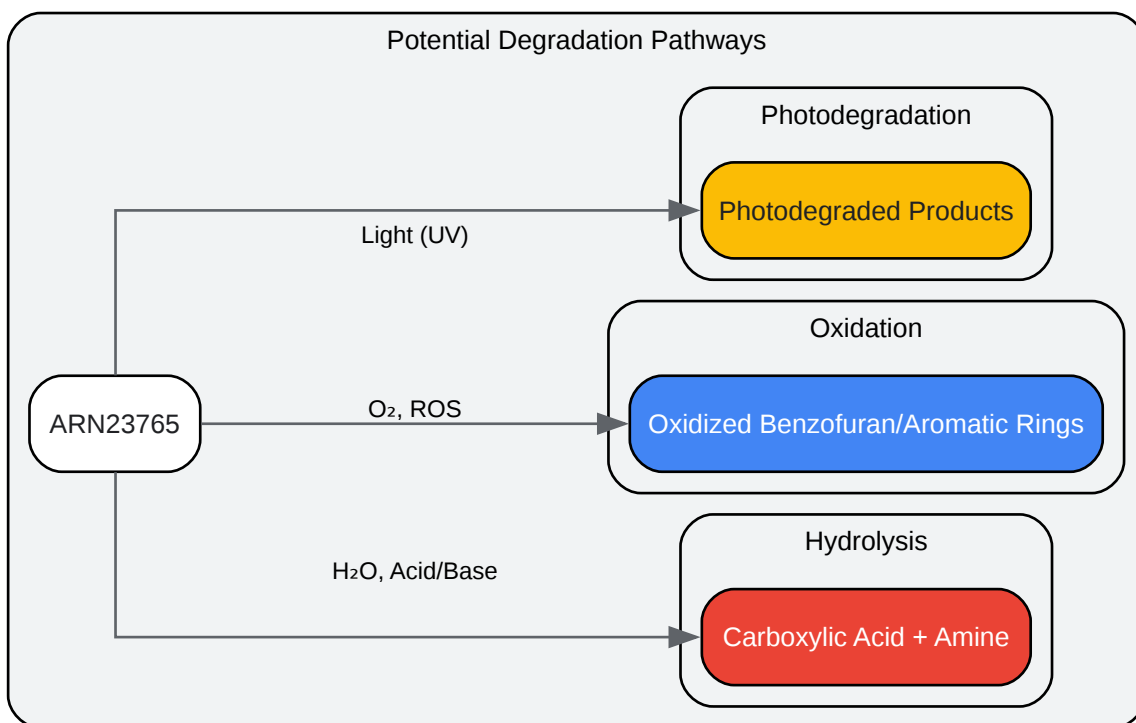 Potential Degradation Pathways
Photodegradation
Photodegraded Products
Light (UV)
Oxidation
ARN23765
O₂, ROS
Oxidized Benzofuran/Aromatic Rings
Hydrolysis
H₂O, Acid/Base
Carboxylic Acid + Amine